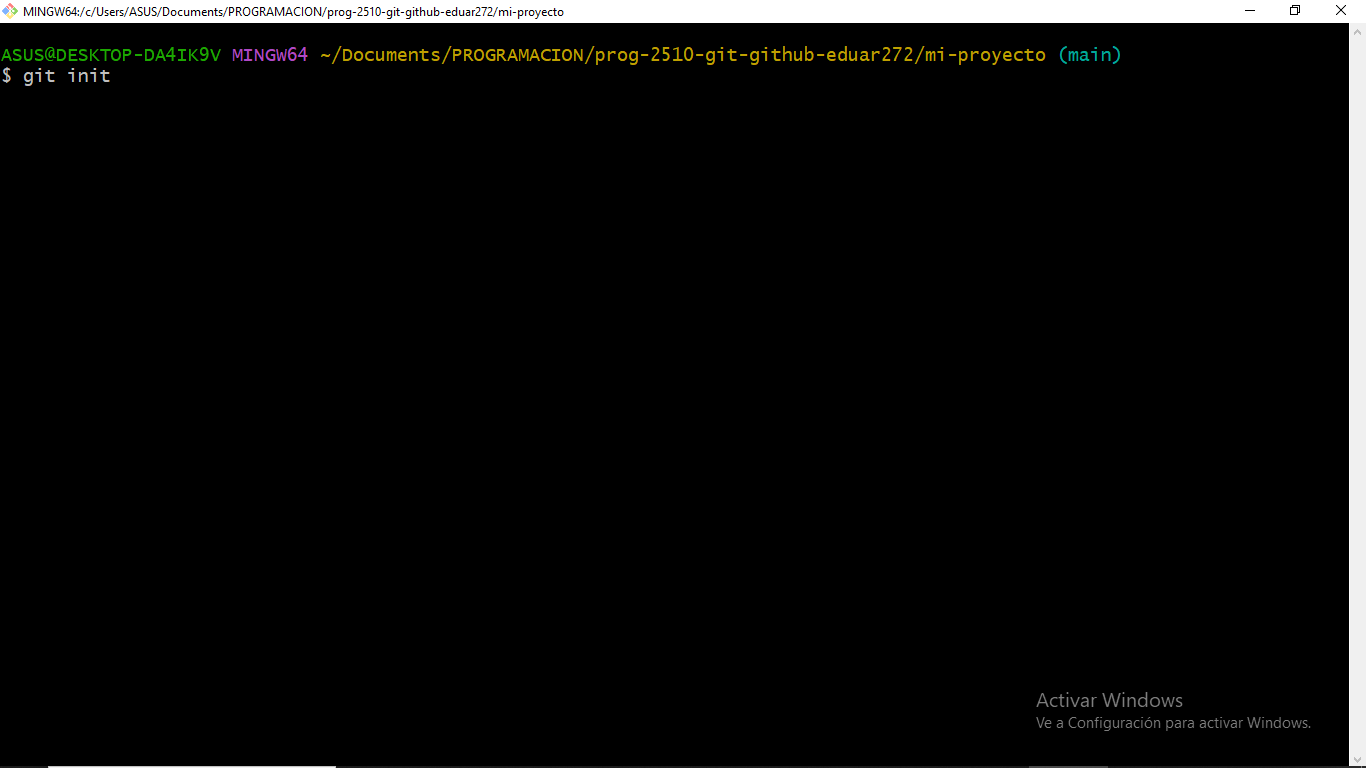 MINGW64:/c/Users/ASUS/Documents/PROGRAMACION/prog-2510-git-github-eduar272/mi-proyecto
ASUS@DESKTOP-DA4IK9V MINGW64 ~/Documents/PROGRAMACION/prog-2510-git-github-eduar272/mi-proyecto (main)
$ git init
Activar Windows
Ve a Configuración para activar Windows.